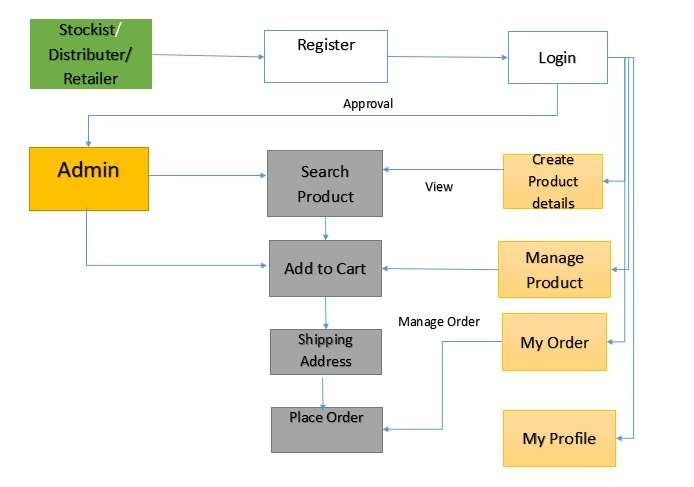 Stockist/
Distributer/
Retailer
Register
Login
Approval
Admin
Search
Product
View
Create
Product
details
Add to Cart
Manage
Product
Shipping
Address
Manage Order
My Order
Place Order
My Profile